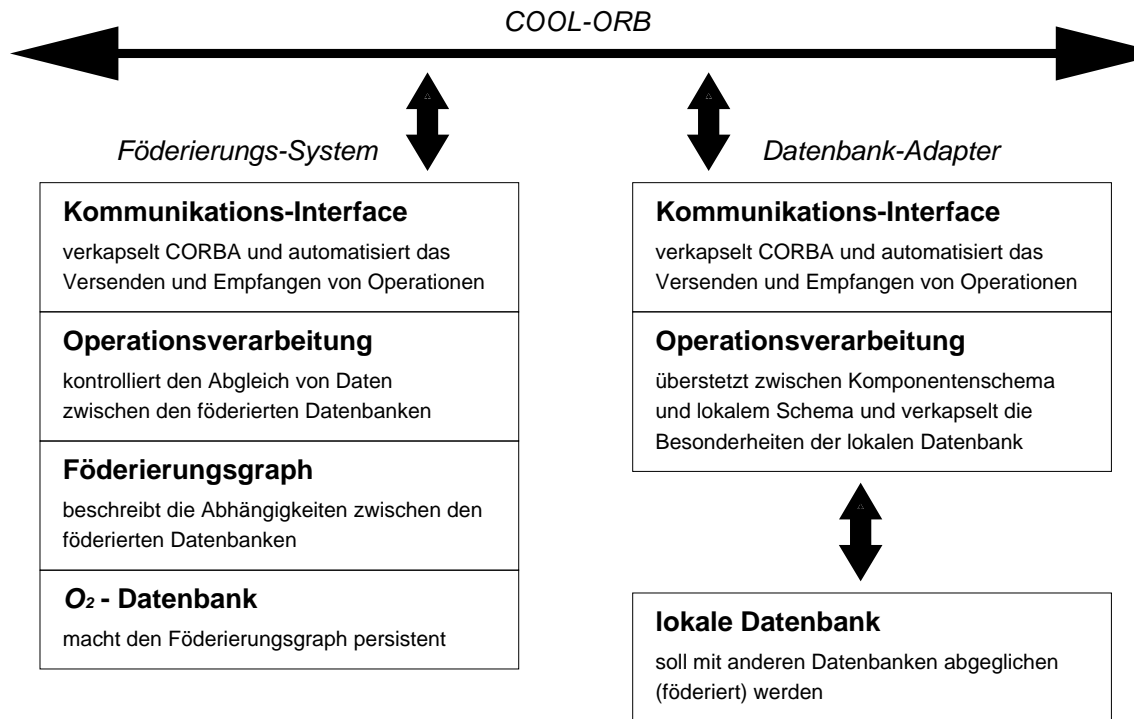 COOL-ORB
Föderierungs-System
Kommunikations-Interface
verkapselt CORBA und automatisiert das
Versenden und Empfangen von Operationen
Operationsverarbeitung
kontrolliert den Abgleich von Daten
zwischen den föderierten Datenbanken
Föderierungsgraph
beschreibt die Abhängigkeiten zwischen den
föderierten Datenbanken
O2 - Datenbank
macht den Föderierungsgraph persistent
Datenbank-Adapter
Kommunikations-Interface
verkapselt CORBA und automatisiert das
Versenden und Empfangen von Operationen
Operationsverarbeitung
überstetzt zwischen Komponentenschema
und lokalem Schema und verkapselt die
Besonderheiten der lokalen Datenbank
lokale Datenbank
soll mit anderen Datenbanken abgeglichen
(föderiert) werden